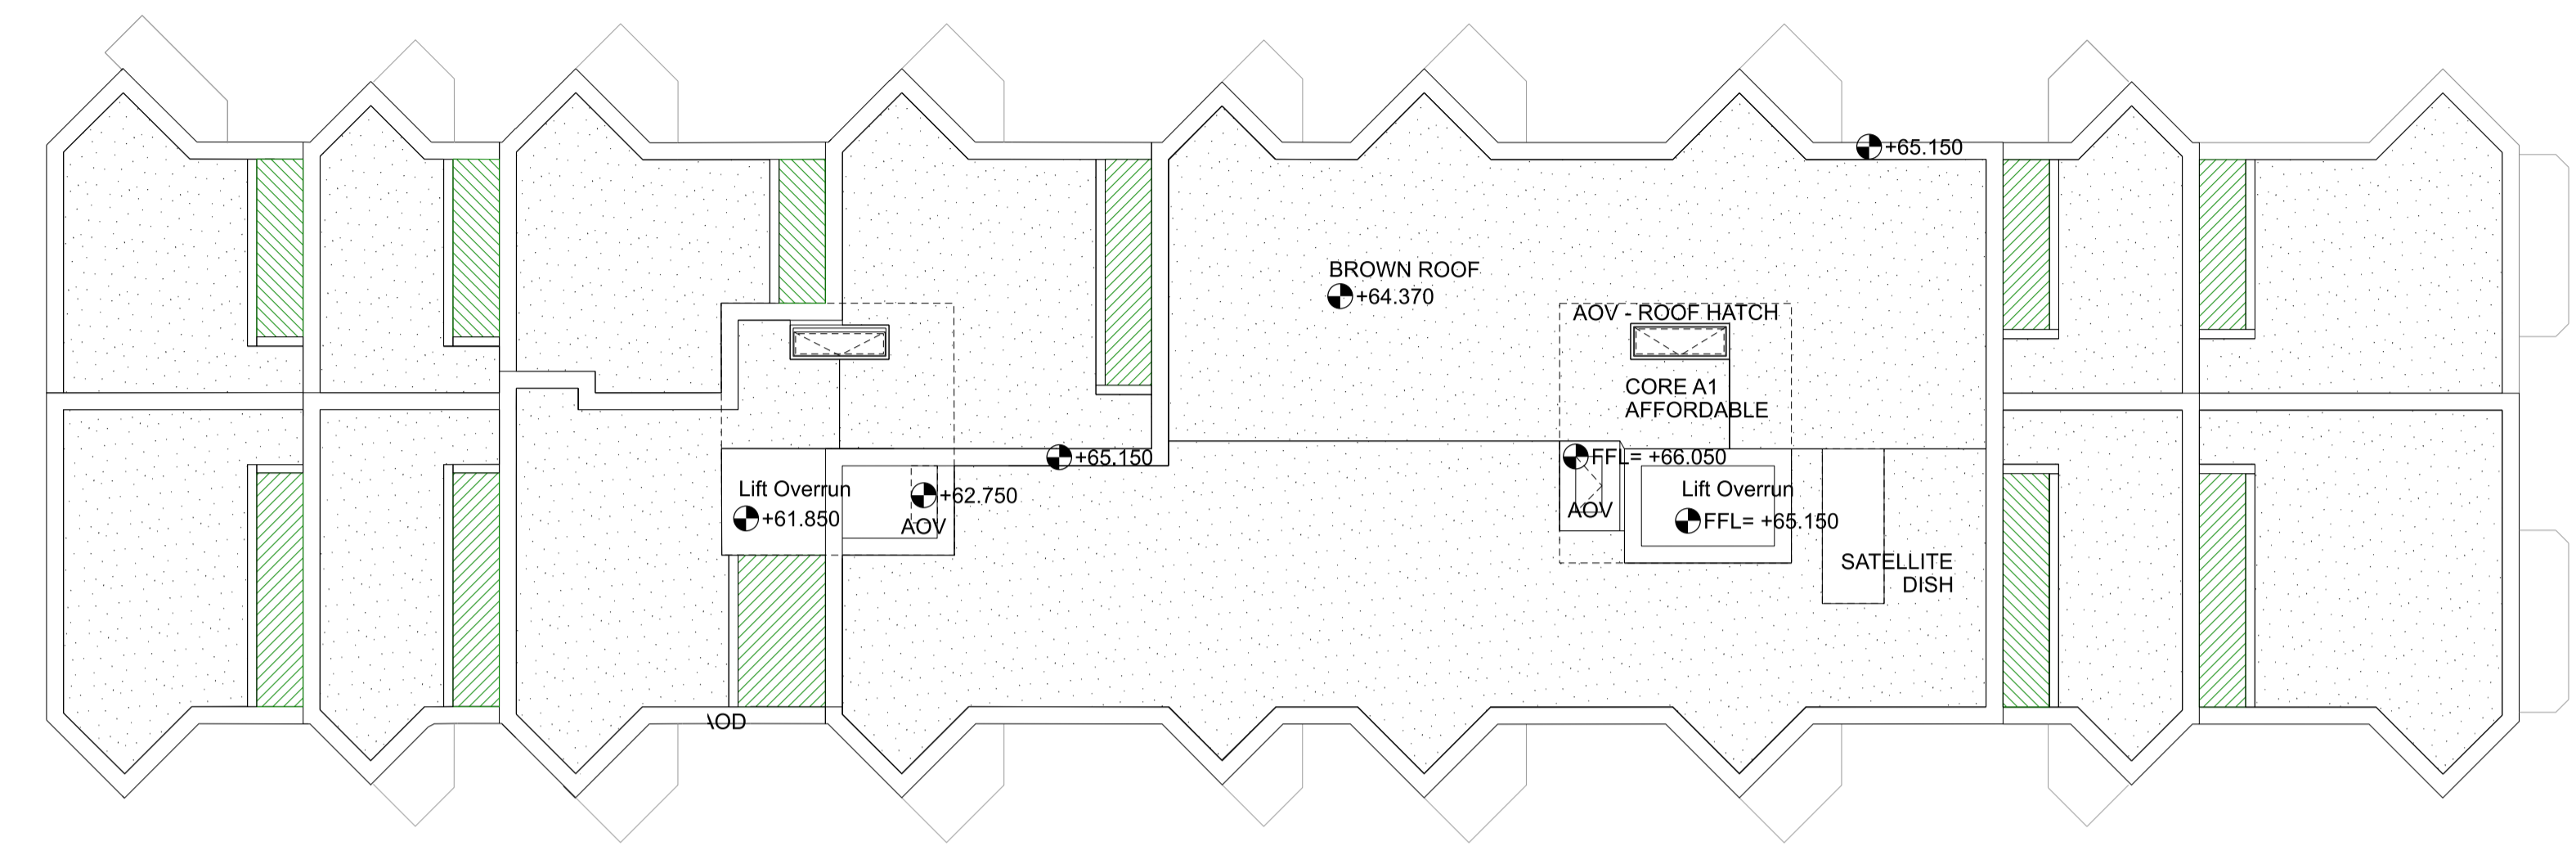 +65.150
BROWN ROOF
+64.370
AOV - ROOF HATCH
CORE A1
AFFORDABLE
+65.150
FFL= +66.050
Lift Overrun
+61.850
+62.750
AOV
AOV
Lift Overrun
FFL= +65.150
SATELLITE
DISH